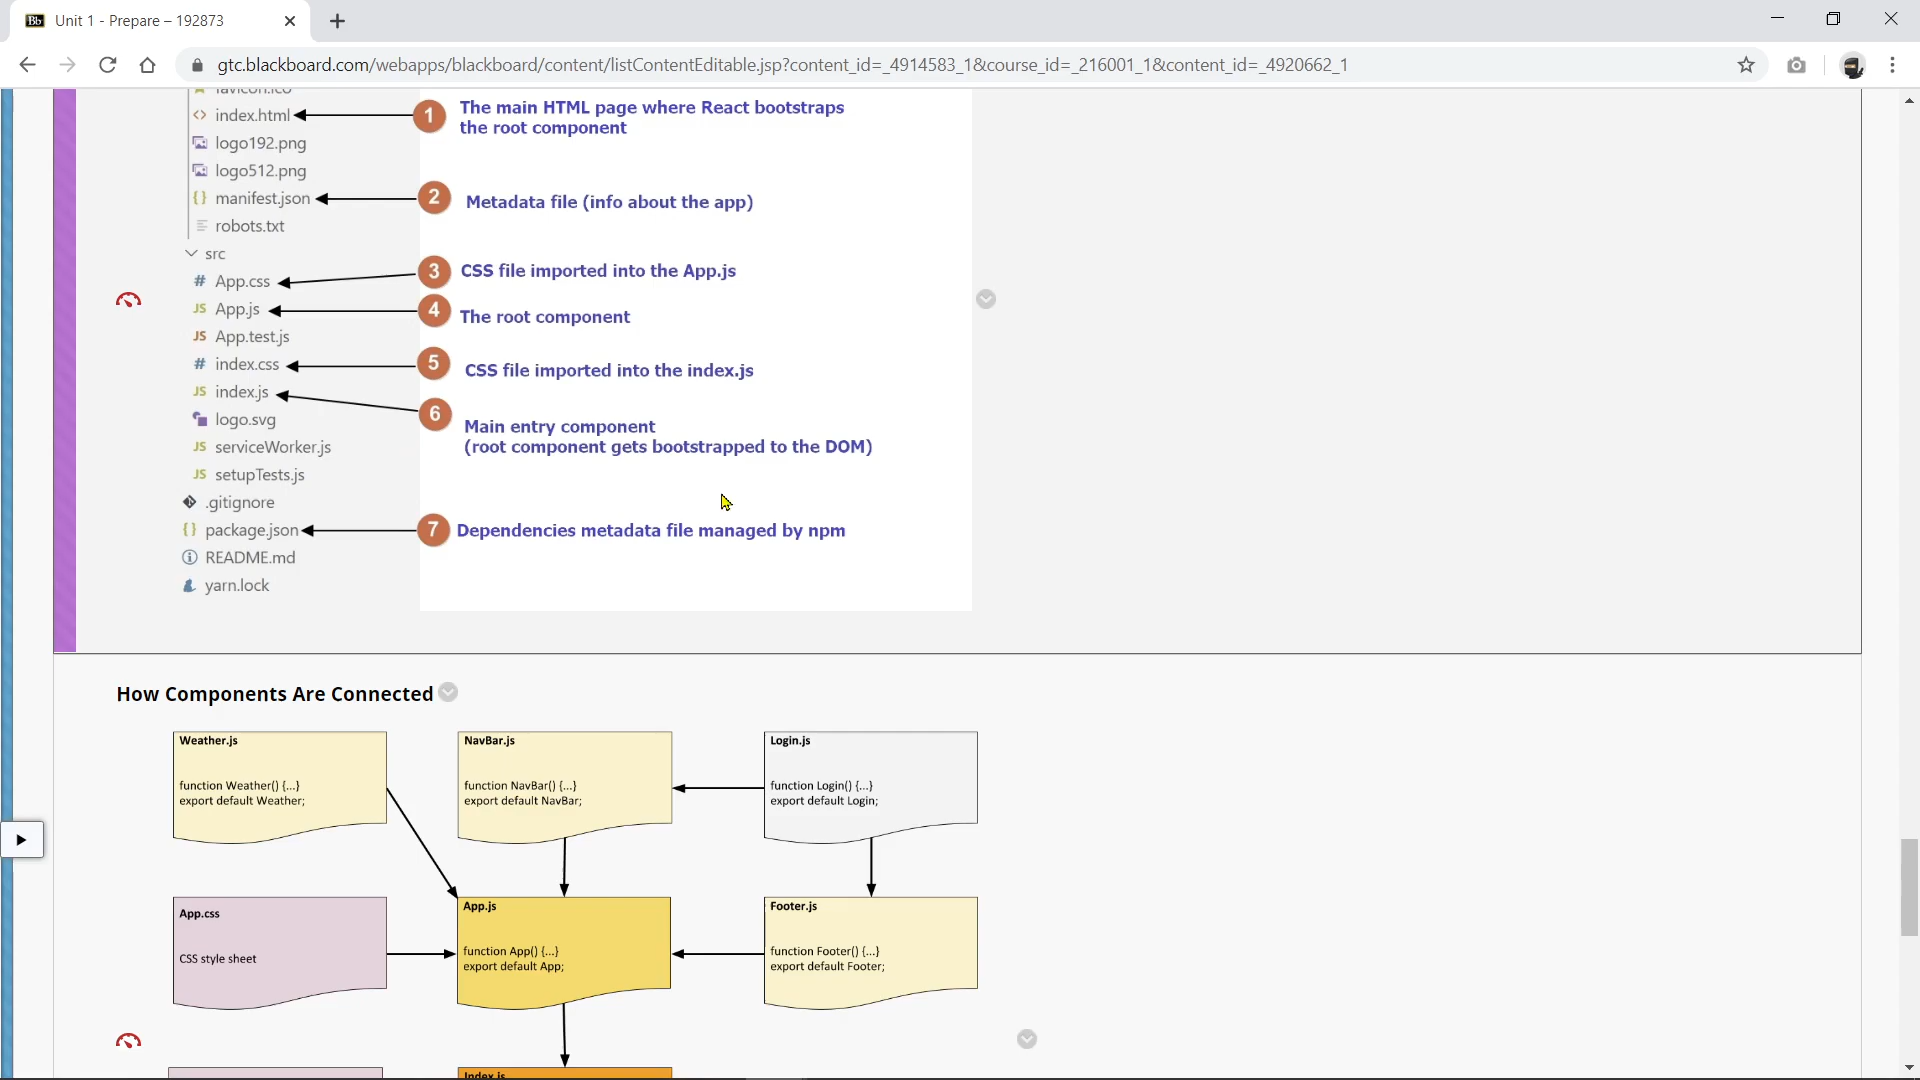 Unit 1 - Prepare – 192873
gtc.blackboard.com/webapps/blackboard/content/listContentEditable.jsp?content_id=_4914583_1&course_id=_216001_1&content_id=_4920662_1
favicon.ico
index.html
1 The main HTML page where React bootstraps
the root component
logo192.png
logo512.png
manifest.json
2 Metadata file (info about the app)
robots.txt
src
App.css
3 CSS file imported into the App.js
App.js
4 The root component
App.test.js
index.css
5 CSS file imported into the index.js
index.js
6 Main entry component
(root component gets bootstrapped to the DOM)
logo.svg
serviceWorker.js
setupTests.js
.gitignore
package.json
7 Dependencies metadata file managed by npm
README.md
yarn.lock
How Components Are Connected
Weather.js
function Weather() {...}
export default Weather;
NavBar.js
function NavBar() {...}
export default NavBar;
Login.js
function Login() {...}
export default Login;
App.css
CSS style sheet
App.js
function App() {...}
export default App;
Footer.js
function Footer() {...}
export default Footer;
Index.js